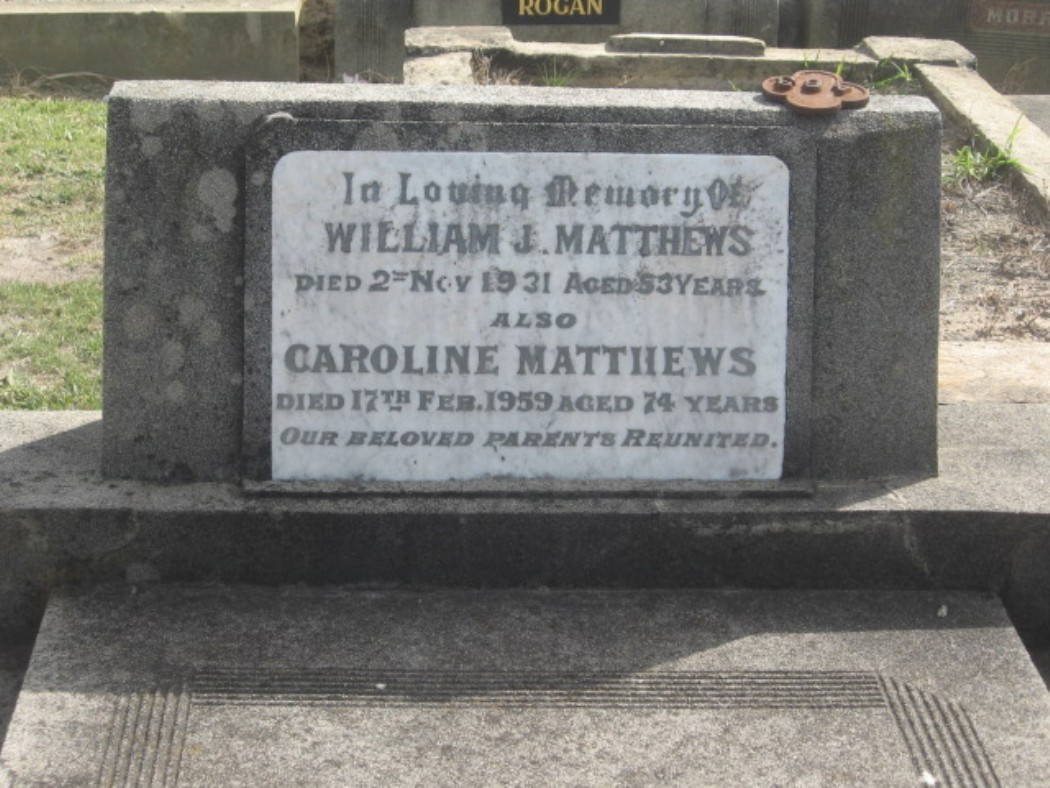 ROGAN
In Loving Memory Of
WILLIAM J. MATTHEWS
DIED 2ND NOV 1931 AGED 53 YEARS
ALSO
CAROLINE MATTHEWS
DIED 17TH FEB. 1959 AGED 74 YEARS
OUR BELOVED PARENTS REUNITED.